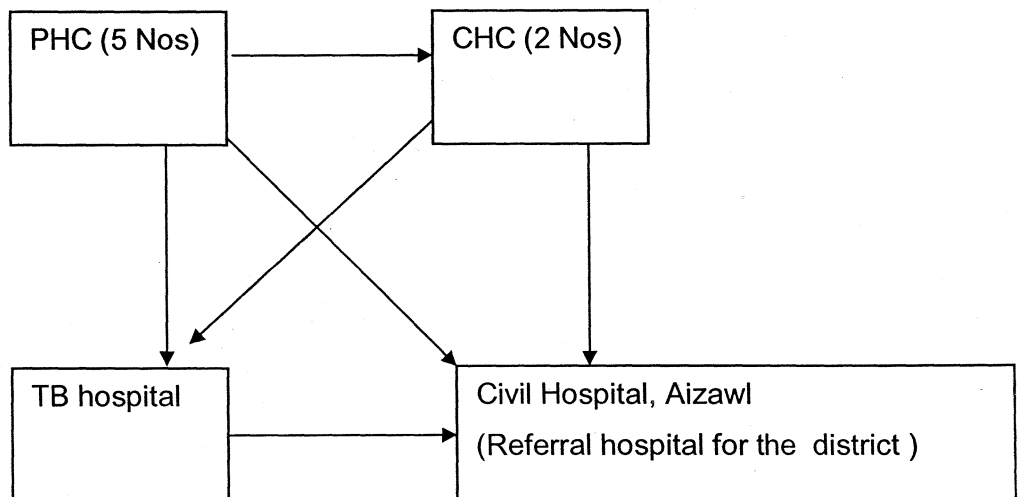 PHC (5 Nos)
CHC (2 Nos)
TB hospital
Civil Hospital, Aizawl
(Referral hospital for the district )